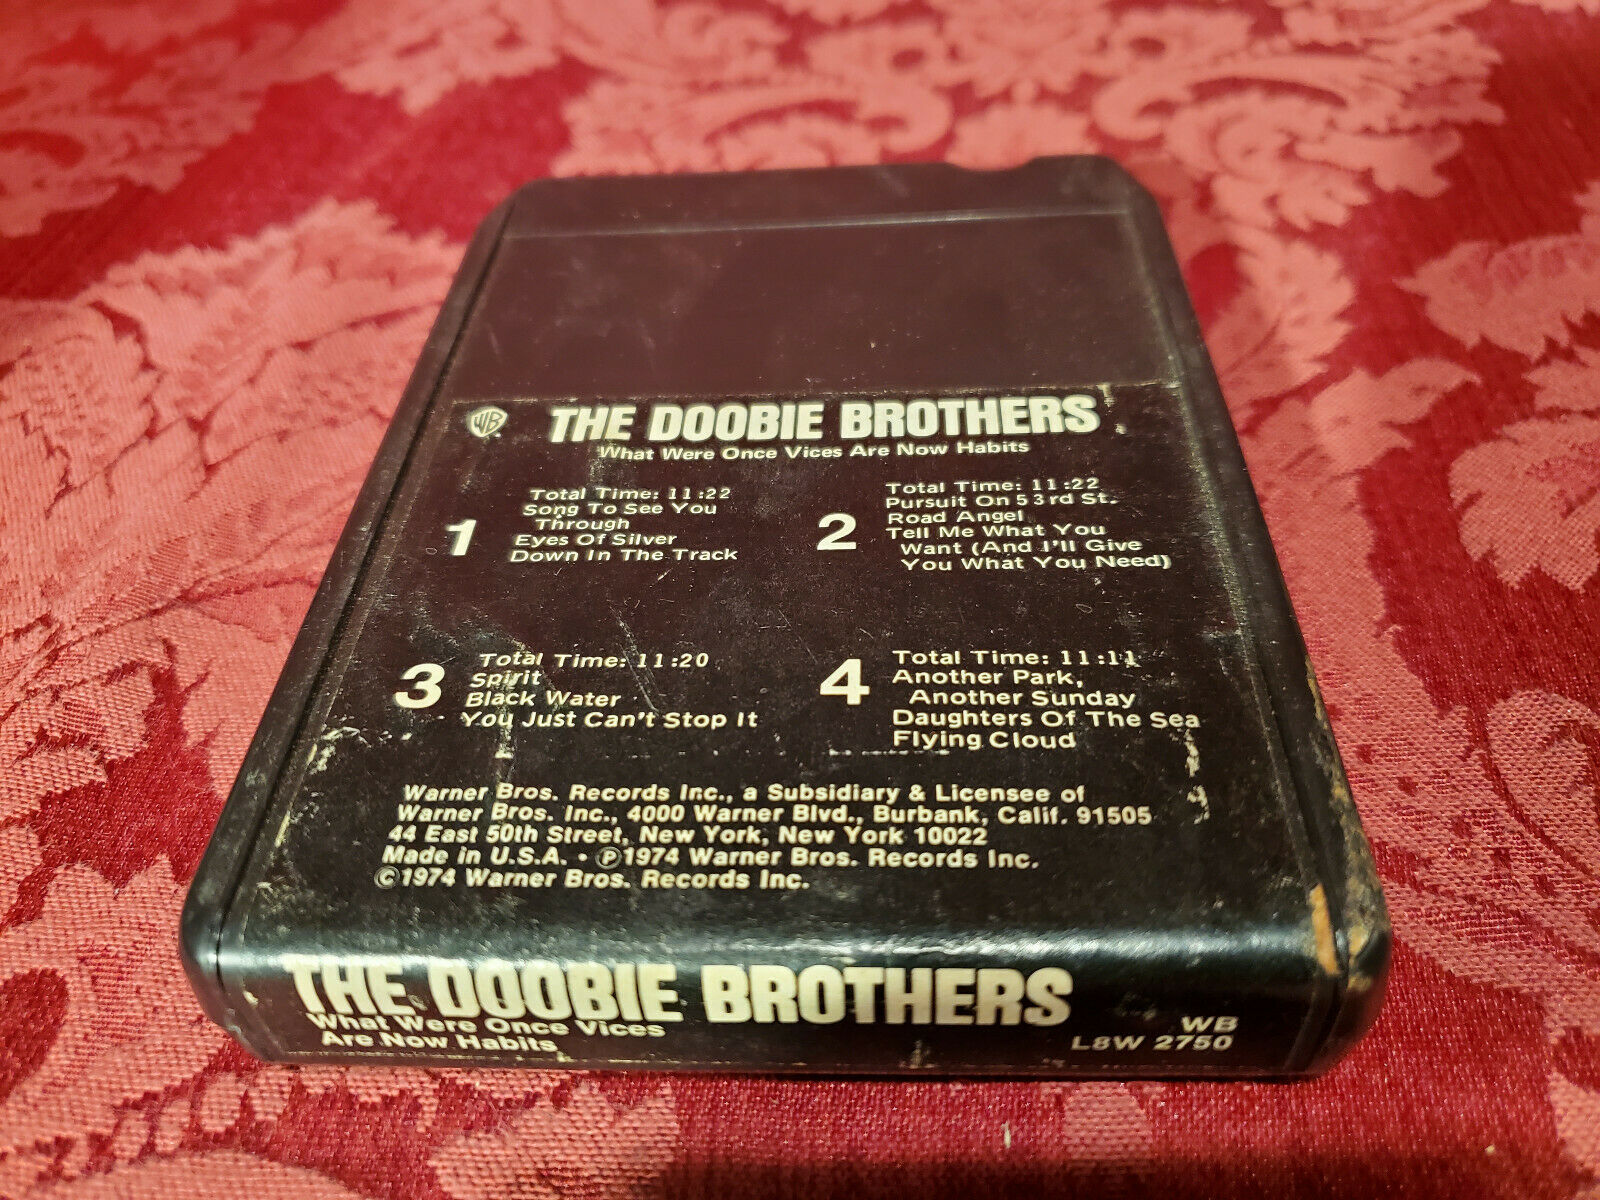 WB THE DOOBIE BROTHERS
What Were Once Vices Are Now Habits
1
Total Time: 11:22
Song To See You
Through
Eyes Of Silver
Down In The Track
2
Total Time: 11:22
Pursuit On 53rd St.
Road Angel
Tell Me What You
Want (And I'll Give
You What You Need)
3
Total Time: 11:20
Spirit
Black Water
You Just Can't Stop It
4
Total Time: 11:11
Another Park,
Another Sunday
Daughters Of The Sea
Flying Cloud
Warner Bros. Records Inc., a Subsidiary & Licensee of
Warner Bros. Inc., 4000 Warner Blvd., Burbank, Calif. 91505
44 East 50th Street, New York, New York 10022
Made in U.S.A. • ℗1974 Warner Bros. Records Inc.
©1974 Warner Bros. Records Inc.
THE DOOBIE BROTHERS
What Were Once Vices
Are Now Habits
WB
L8W 2750